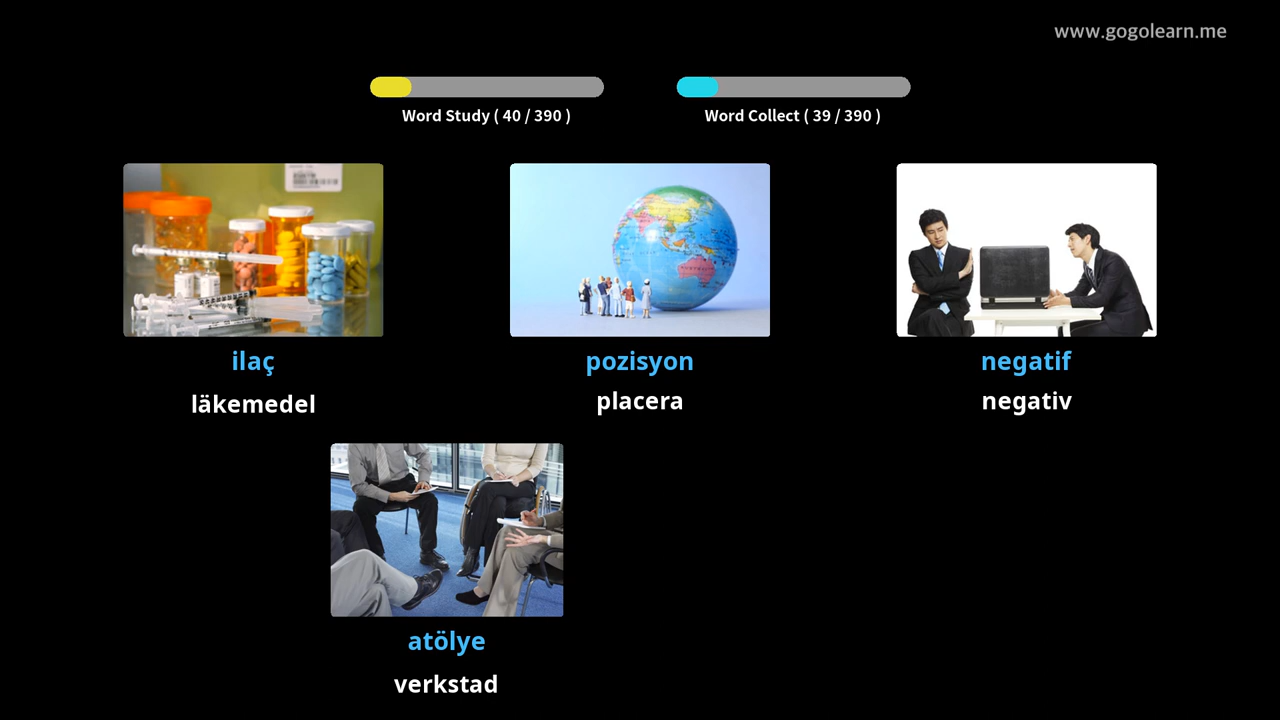 www.gogolearn.me
Word Study ( 40 / 390 )
Word Collect ( 39 / 390 )
ilaç
läkemedel
pozisyon
placera
negatif
negativ
atölye
verkstad